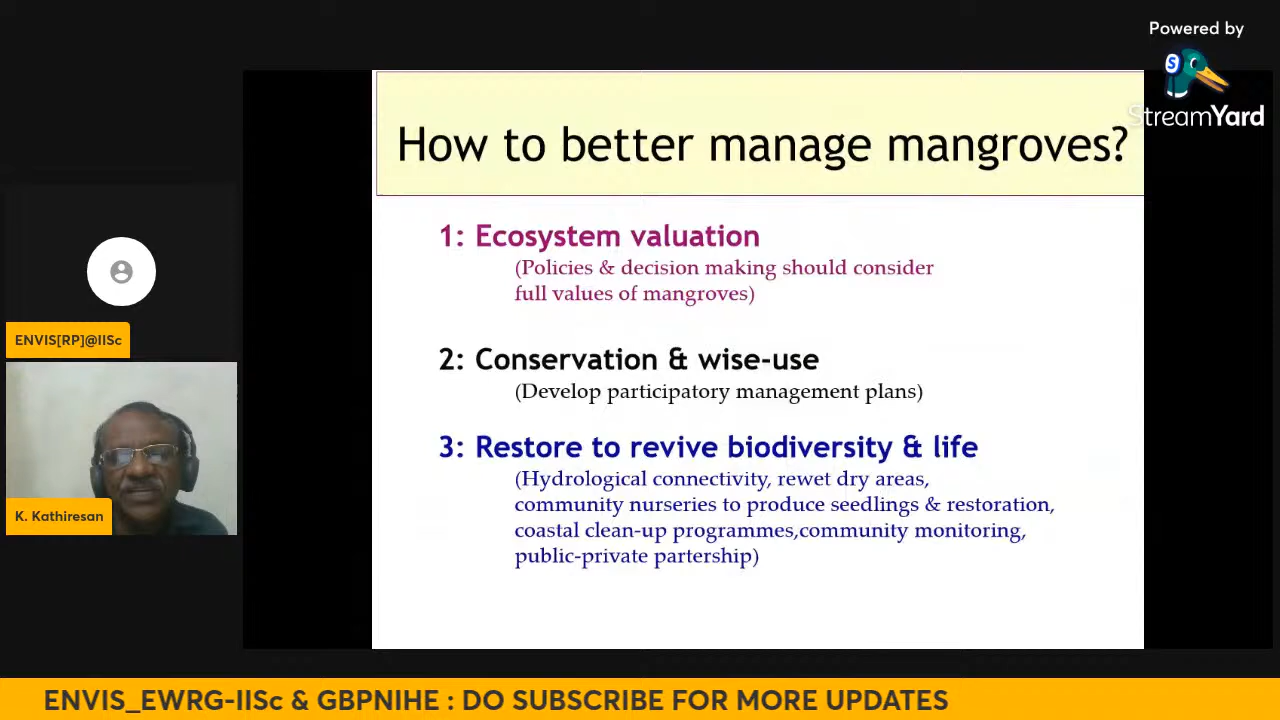 Powered by
StreamYard
How to better manage mangroves?
1: Ecosystem valuation
(Policies & decision making should consider
full values of mangroves)
2: Conservation & wise-use
(Develop participatory management plans)
3: Restore to revive biodiversity & life
(Hydrological connectivity, rewet dry areas,
community nurseries to produce seedlings & restoration,
coastal clean-up programmes,community monitoring,
public-private partership)
ENVIS[RP]@IISc
K. Kathiresan
ENVIS_EWRG-IISc & GBPNIHE : DO SUBSCRIBE FOR MORE UPDATES